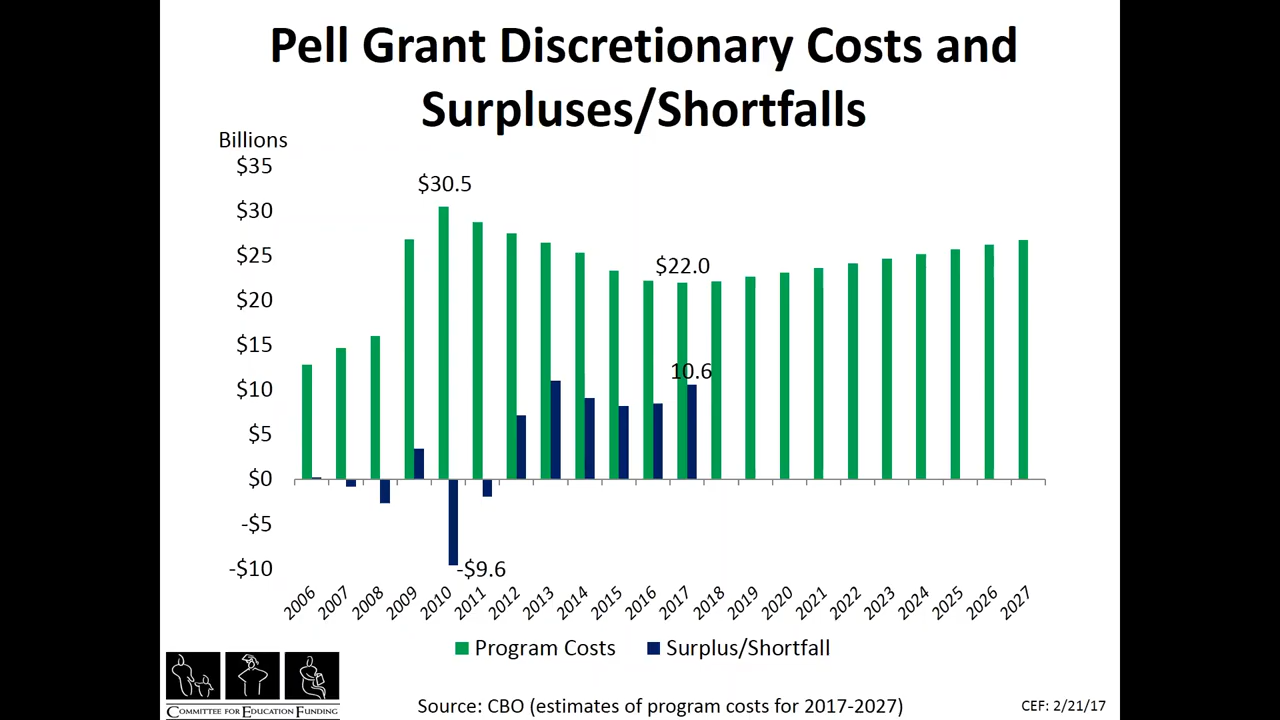 Pell Grant Discretionary Costs and
Surpluses/Shortfalls
Billions
$35
$30
$25
$20
$15
$10
$5
$0
-$5
-$10
$30.5
$22.0
10.6
-$9.6
2006 2007 2008 2009 2010 2011 2012 2013 2014 2015 2016 2017 2018 2019 2020 2021 2022 2023 2024 2025 2026 2027
Program Costs Surplus/Shortfall
COMMITTEE FOR EDUCATION FUNDING
Source: CBO (estimates of program costs for 2017-2027)
CEF: 2/21/17